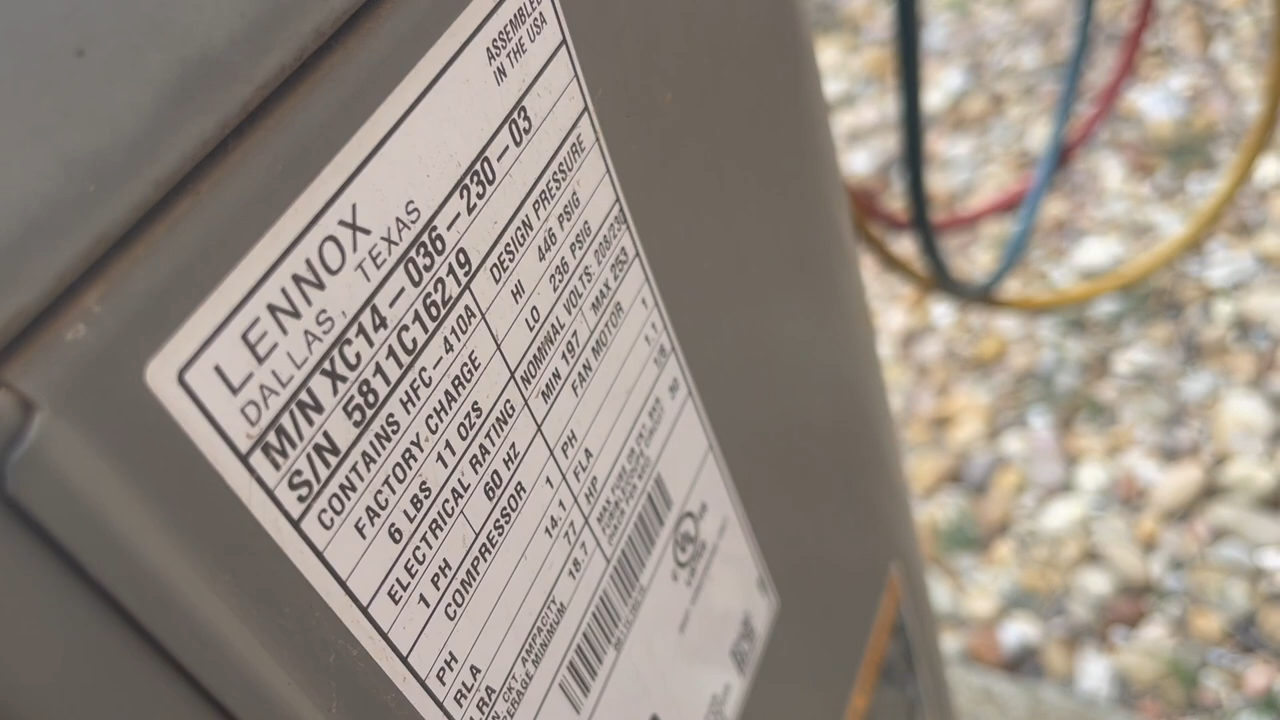 ASSEMBLED
IN THE USA
LENNOX
DALLAS, TEXAS
M/N XC14-036-230-03
S/N 5811C16219
CONTAINS HFC-410A
FACTORY CHARGE
6 LBS 11 OZS
DESIGN PRESSURE
HI 446 PSIG
LO 236 PSIG
ELECTRICAL RATING
1 PH 60 HZ
NOMINAL VOLTS: 208/230
MIN 197 MAX 253
COMPRESSOR
PH 1
RLA 14.1
LRA 77
18.7
AMPACITY
MINIMUM
FAN MOTOR
PH 1
FLA 1.1
HP
30